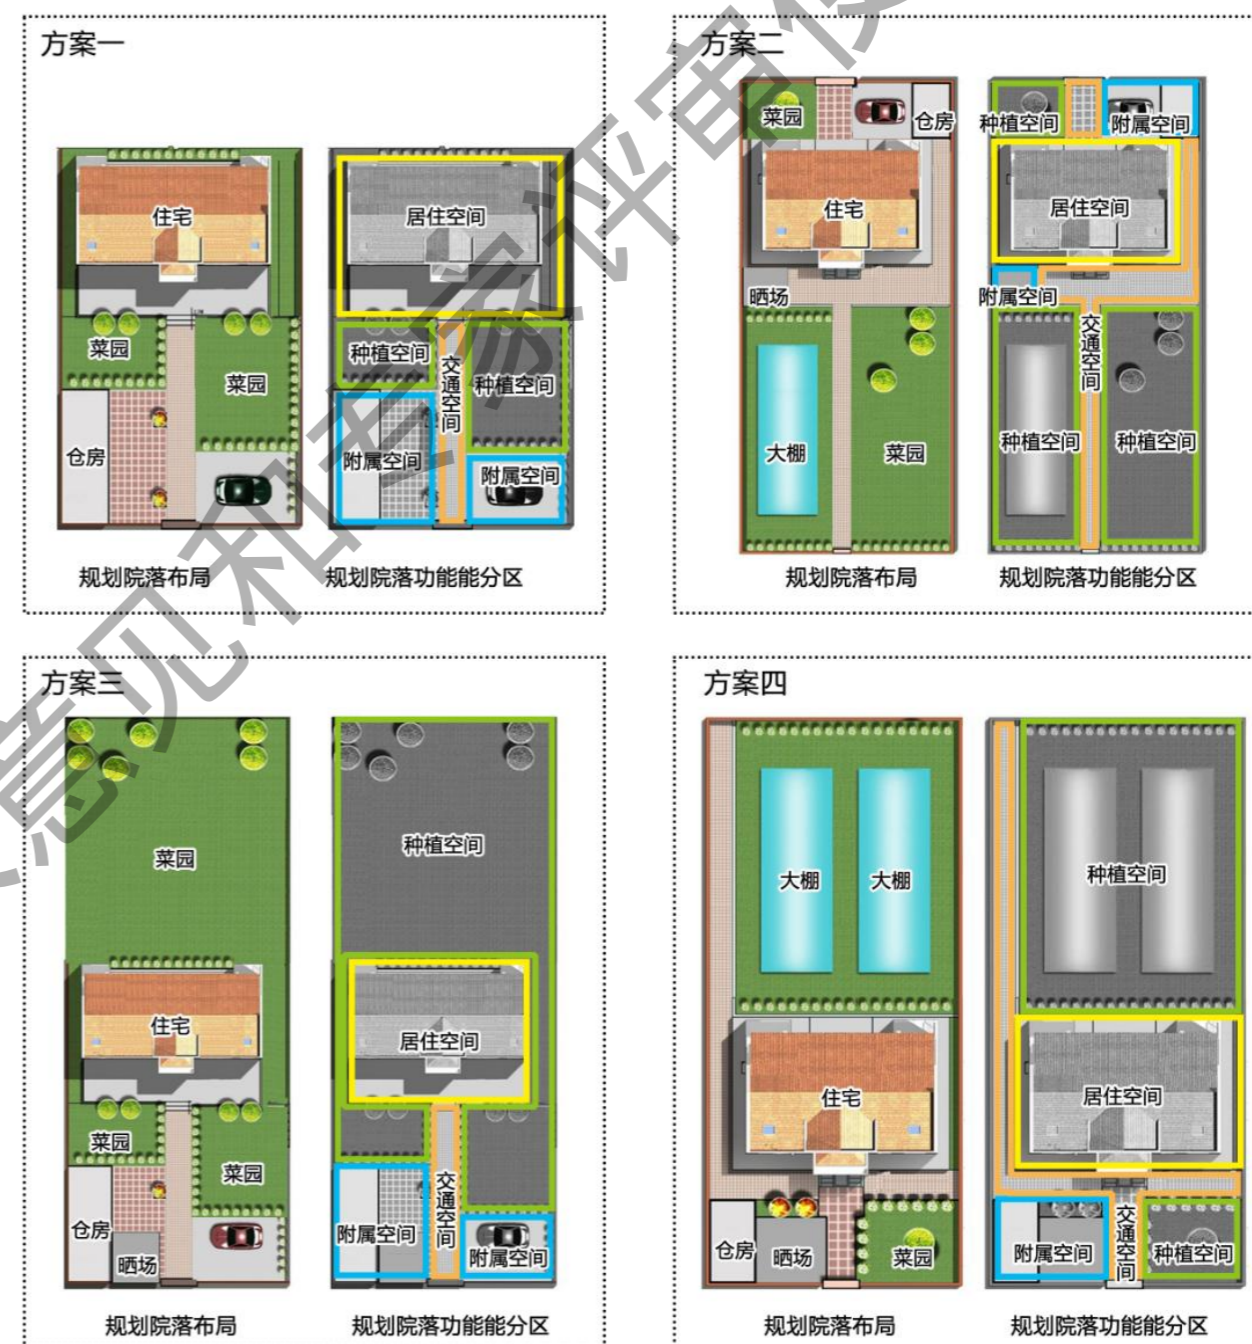 方案一
住宅
菜园
菜园
仓房
居住空间
种植空间
交通空间
种植空间
附属空间
附属空间
规划院落布局
规划院落功能能分区
方案二
菜园
仓房
住宅
晒场
大棚
菜园
种植空间
附属空间
居住空间
附属空间
交通空间
种植空间
种植空间
规划院落布局
规划院落功能能分区
方案三
菜园
住宅
菜园
菜园
仓房
晒场
种植空间
居住空间
交通空间
附属空间
附属空间
规划院落布局
规划院落功能能分区
方案四
大棚
大棚
住宅
仓房
晒场
菜园
种植空间
居住空间
附属空间
交通空间
种植空间
规划院落布局
规划院落功能能分区
意见和专家评审使